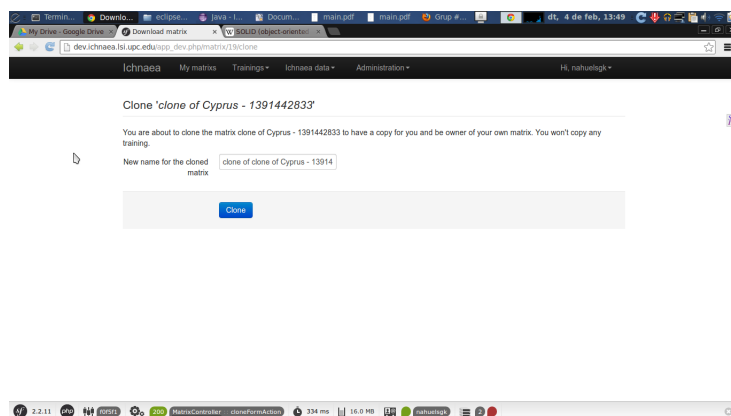 Termin... Downlo... eclipse... Java - I... Docum... main.pdf main.pdf Grup #... dt, 4 de feb, 13:49
My Drive - Google Drive × Download matrix × SOLID (object-oriented ×
dev.ichnaea.lsi.upc.edu/app_dev.php/matrix/19/clone
Ichnaea My matrixs Trainings Ichnaea data Administration Hi, nahuelsgk
Clone 'clone of Cyprus - 1391442833'
You are about to clone the matrix clone of Cyprus - 1391442833 to have a copy for you and be owner of your own matrix. You won't copy any
training.
New name for the cloned clone of clone of Cyprus - 13914
matrix
Clone
2.2.11 php f0f5f1 200 MatrixController cloneFormAction 334 ms 16.0 MB nahuelsgk 2